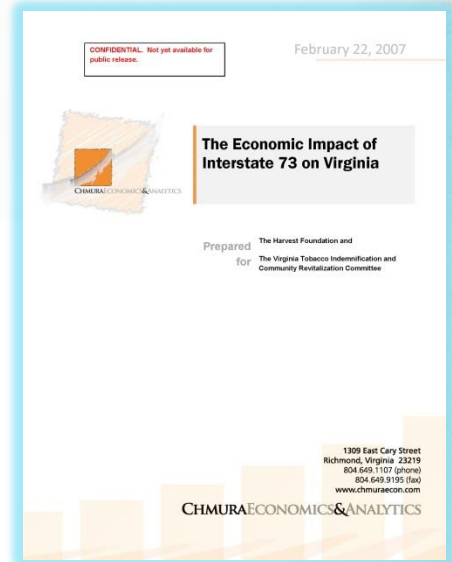 CONFIDENTIAL. Not yet available for
public release.
February 22, 2007
CHMURAECONOMICS&ANALYTICS
The Economic Impact of
Interstate 73 on Virginia
Prepared
for
The Harvest Foundation and
The Virginia Tobacco Indemnification and
Community Revitalization Committee
1309 East Cary Street
Richmond, Virginia 23219
804.649.1107 (phone)
804.649.9195 (fax)
www.chmuraecon.com
CHMURAECONOMICS&ANALYTICS